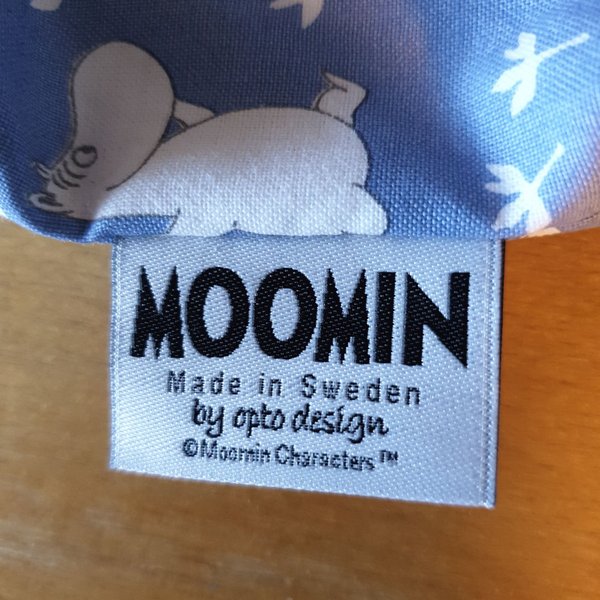 MOOMIN
Made in Sweden
by opto design
©Moomin Characters™